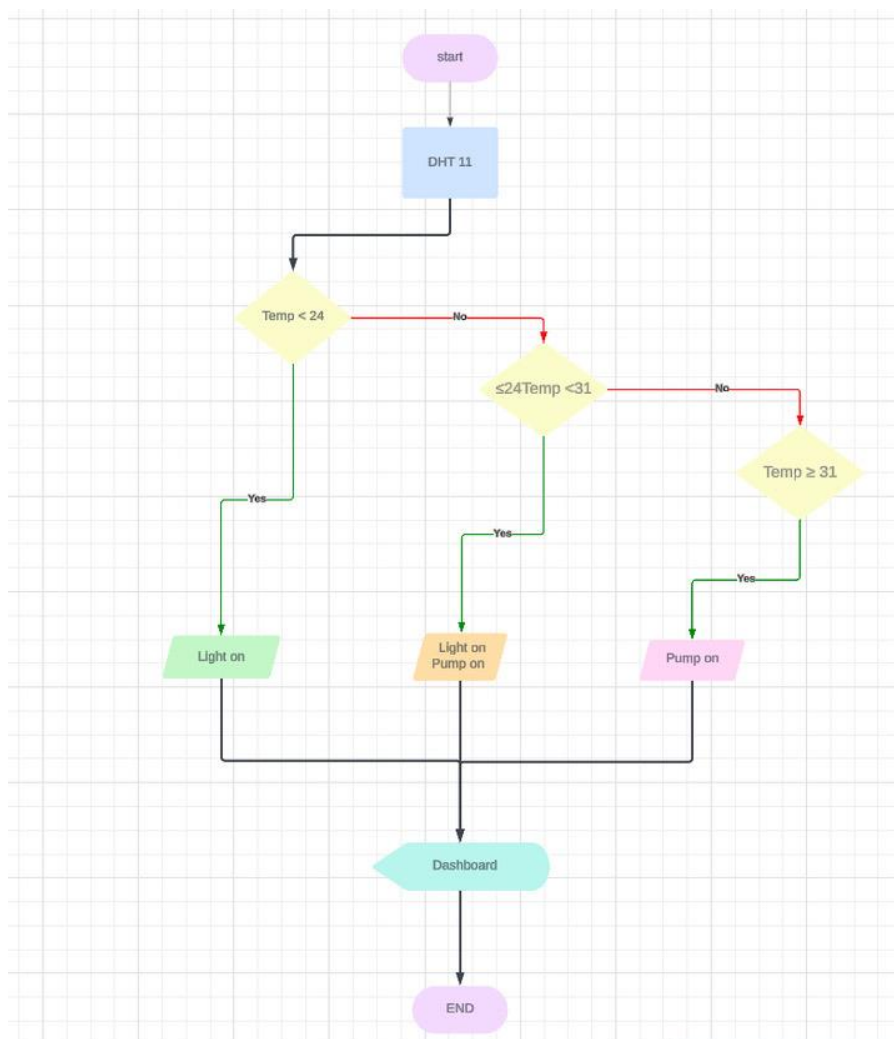 start
DHT 11
Temp < 24
No
≤24Temp <31
No
Temp ≥ 31
Yes
Yes
Yes
Light on
Light on
Pump on
Pump on
Dashboard
END